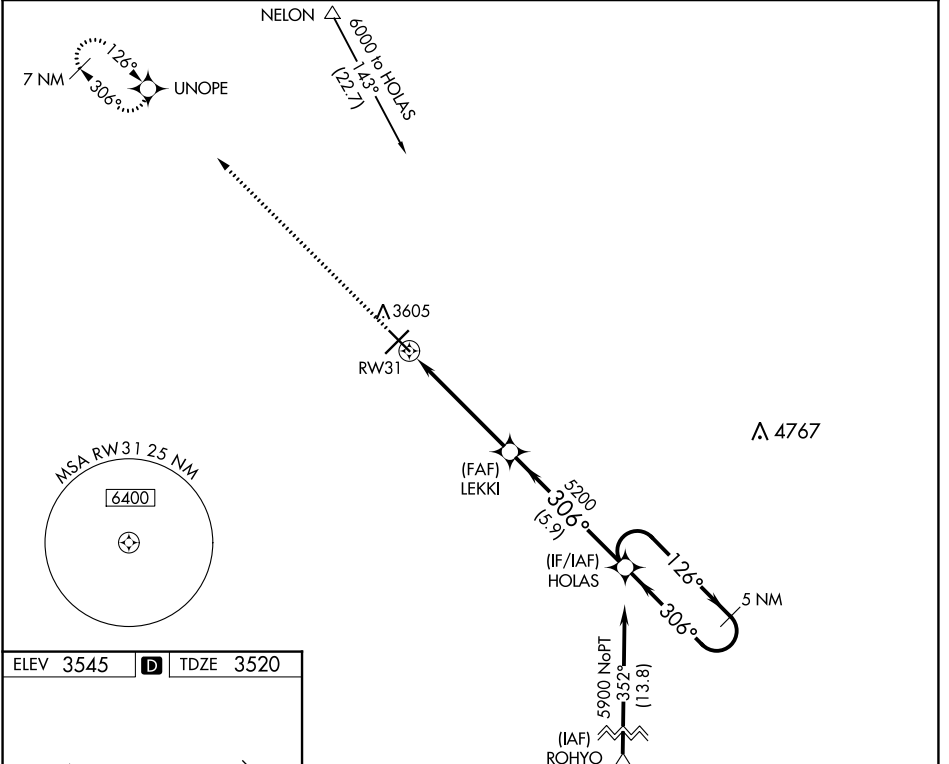 NELON
6000 to HOLAS
143°
(22.7)
126°
7 NM
306°
UNOPE
3605
RW31
4767
MSA RW31 25 NM
6400
(FAF)
LEKKI
5200
306°
(5.9)
(IF/IAF)
HOLAS
126°
306°
5 NM
5900 NoPT
352°
(13.8)
(IAF)
ROHYO
ELEV 3545 D TDZE 3520